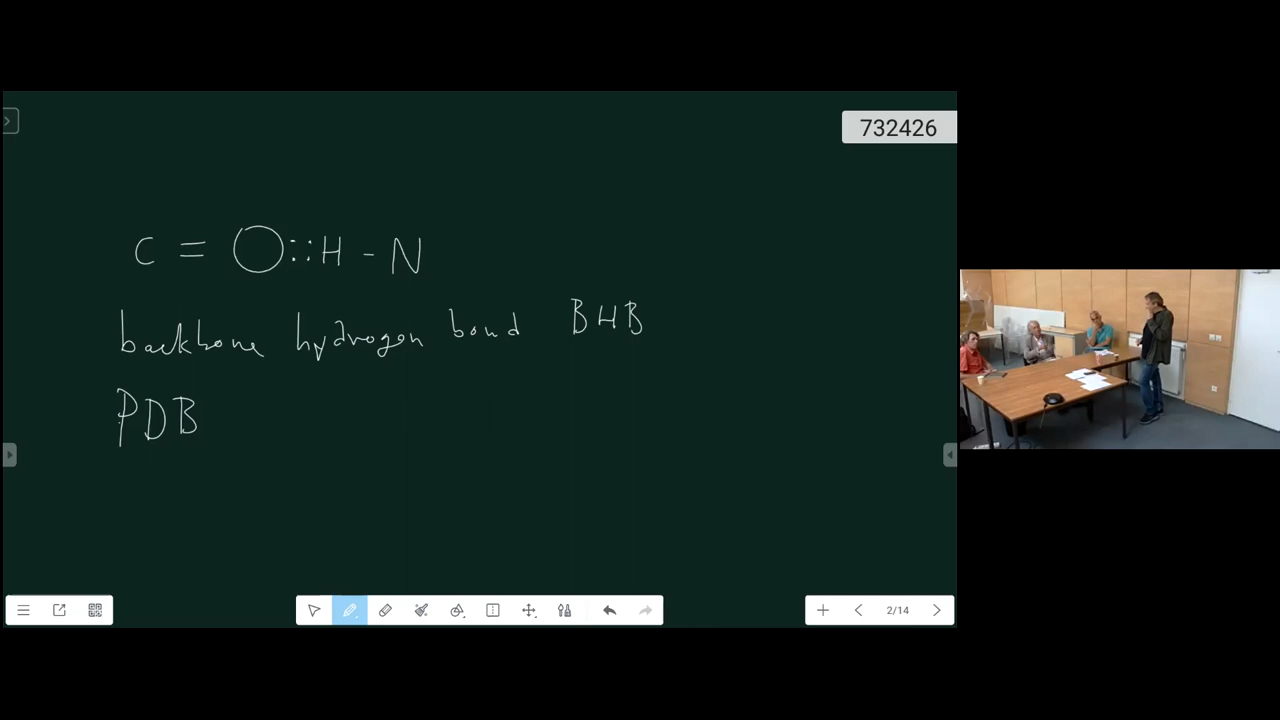 732426
C = O :: H - N
backbone hydrogen bond BHB
PDB
2/14